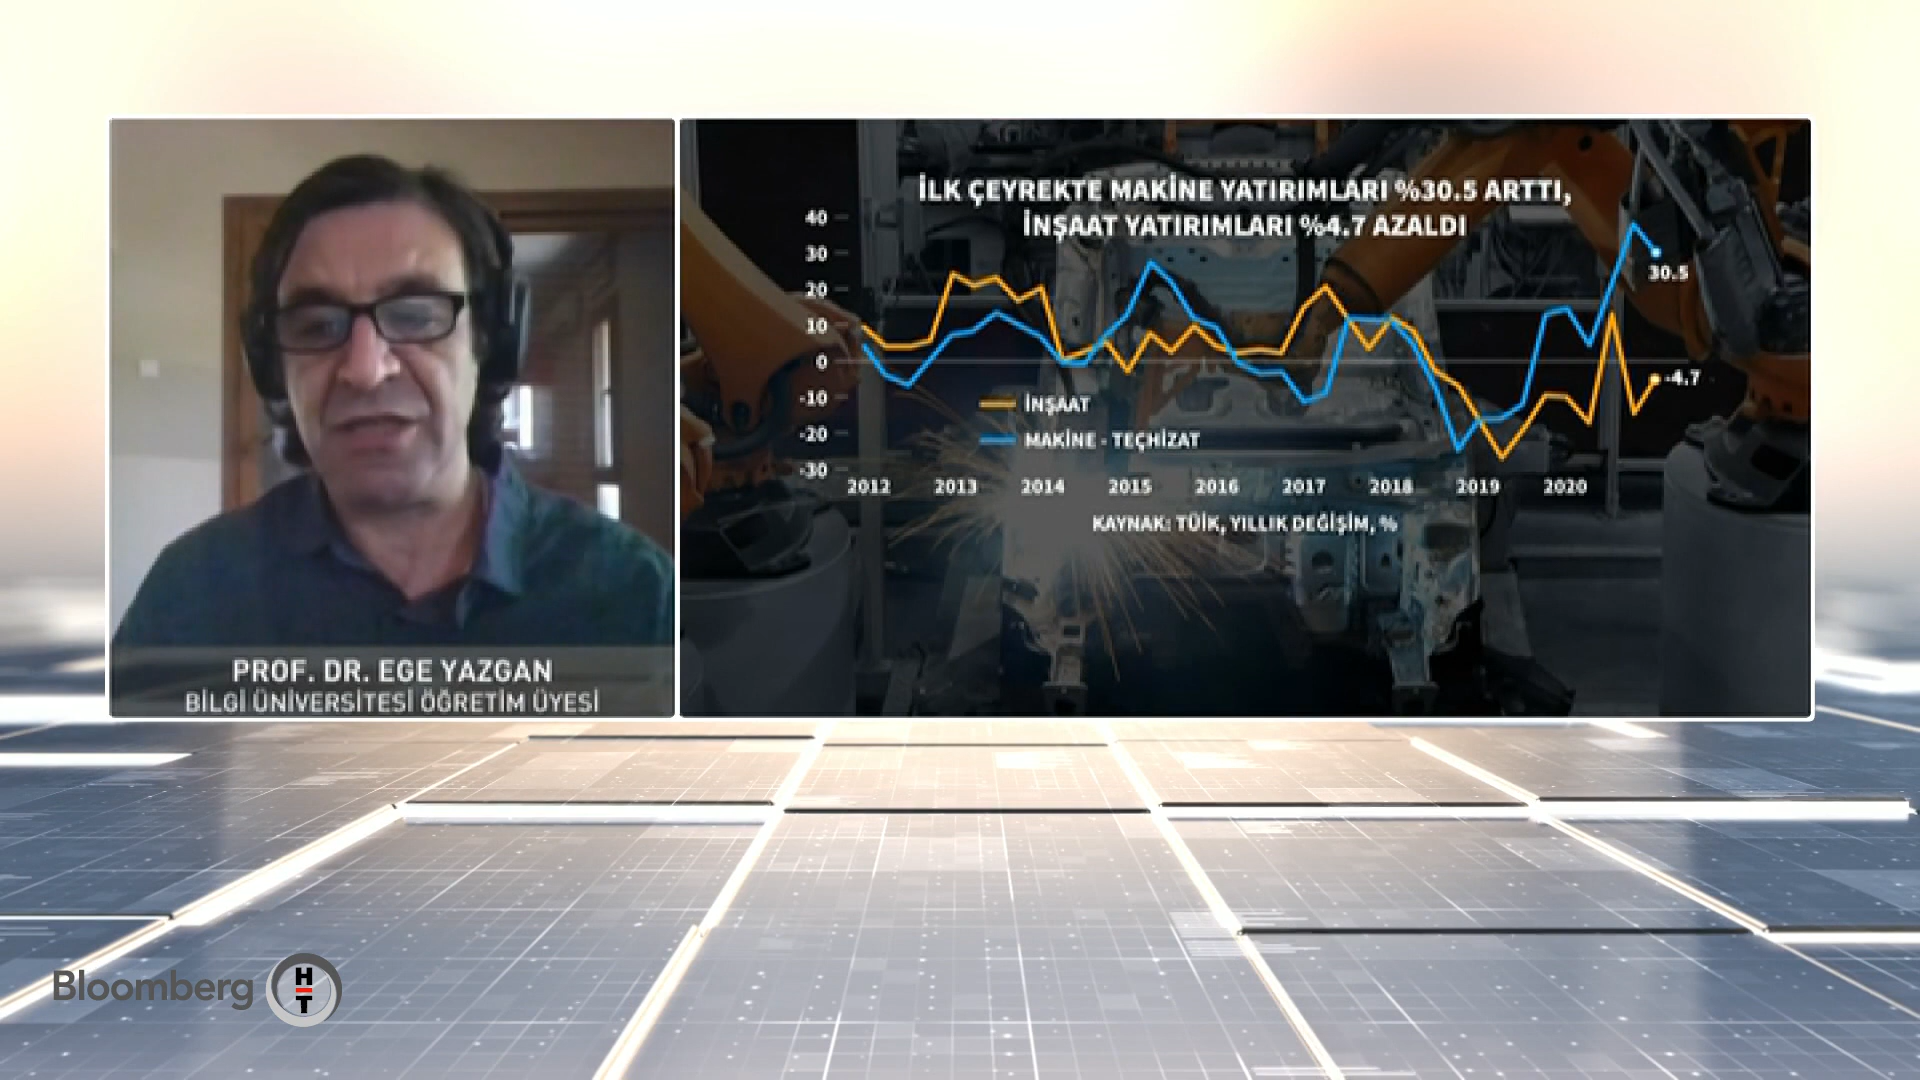 İLK ÇEYREKTE MAKİNE YATIRIMLARI %30.5 ARTTI,
İNŞAAT YATIRIMLARI %4.7 AZALDI
40
30
20
10
0
-10
-20
-30
30.5
-4.7
İNŞAAT
MAKİNE - TEÇHİZAT
2012 2013 2014 2015 2016 2017 2018 2019 2020
KAYNAK: TÜİK, YILLIK DEĞİŞİM, %
PROF. DR. EGE YAZGAN
BİLGİ ÜNİVERSİTESİ ÖĞRETİM ÜYESİ
Bloomberg HT